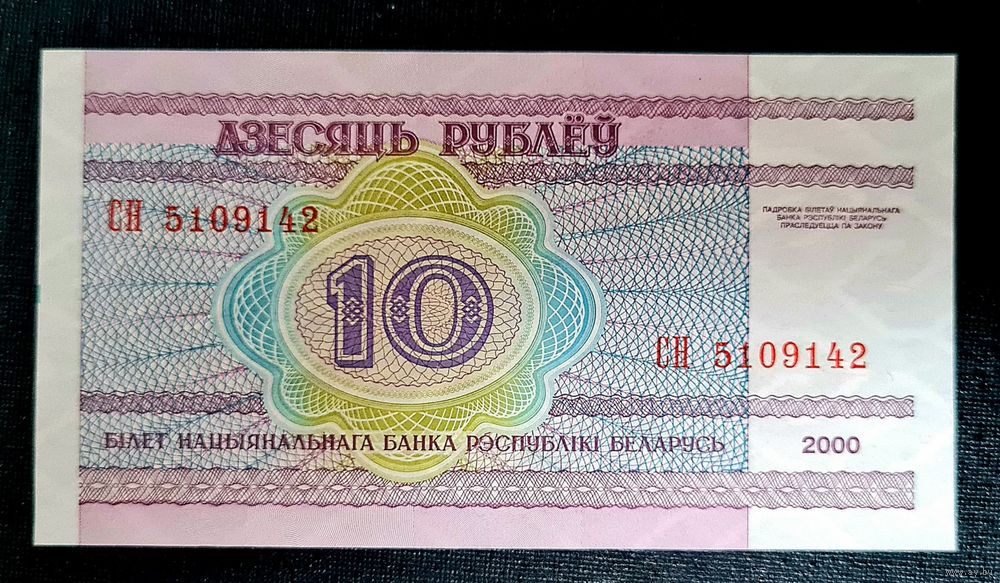 ДЗЕСЯЦЬ РУБЛЁЎ
СН 5109142
ПАДРОБКА БІЛЕТАЎ НАЦЫЯНАЛЬНАГА
БАНКА РЭСПУБЛІКІ БЕЛАРУСЬ
ПРАСЛЕДУЕЦЦА ПА ЗАКОНУ
10
СН 5109142
БІЛЕТ НАЦЫЯНАЛЬНАГА БАНКА РЭСПУБЛІКІ БЕЛАРУСЬ
2000